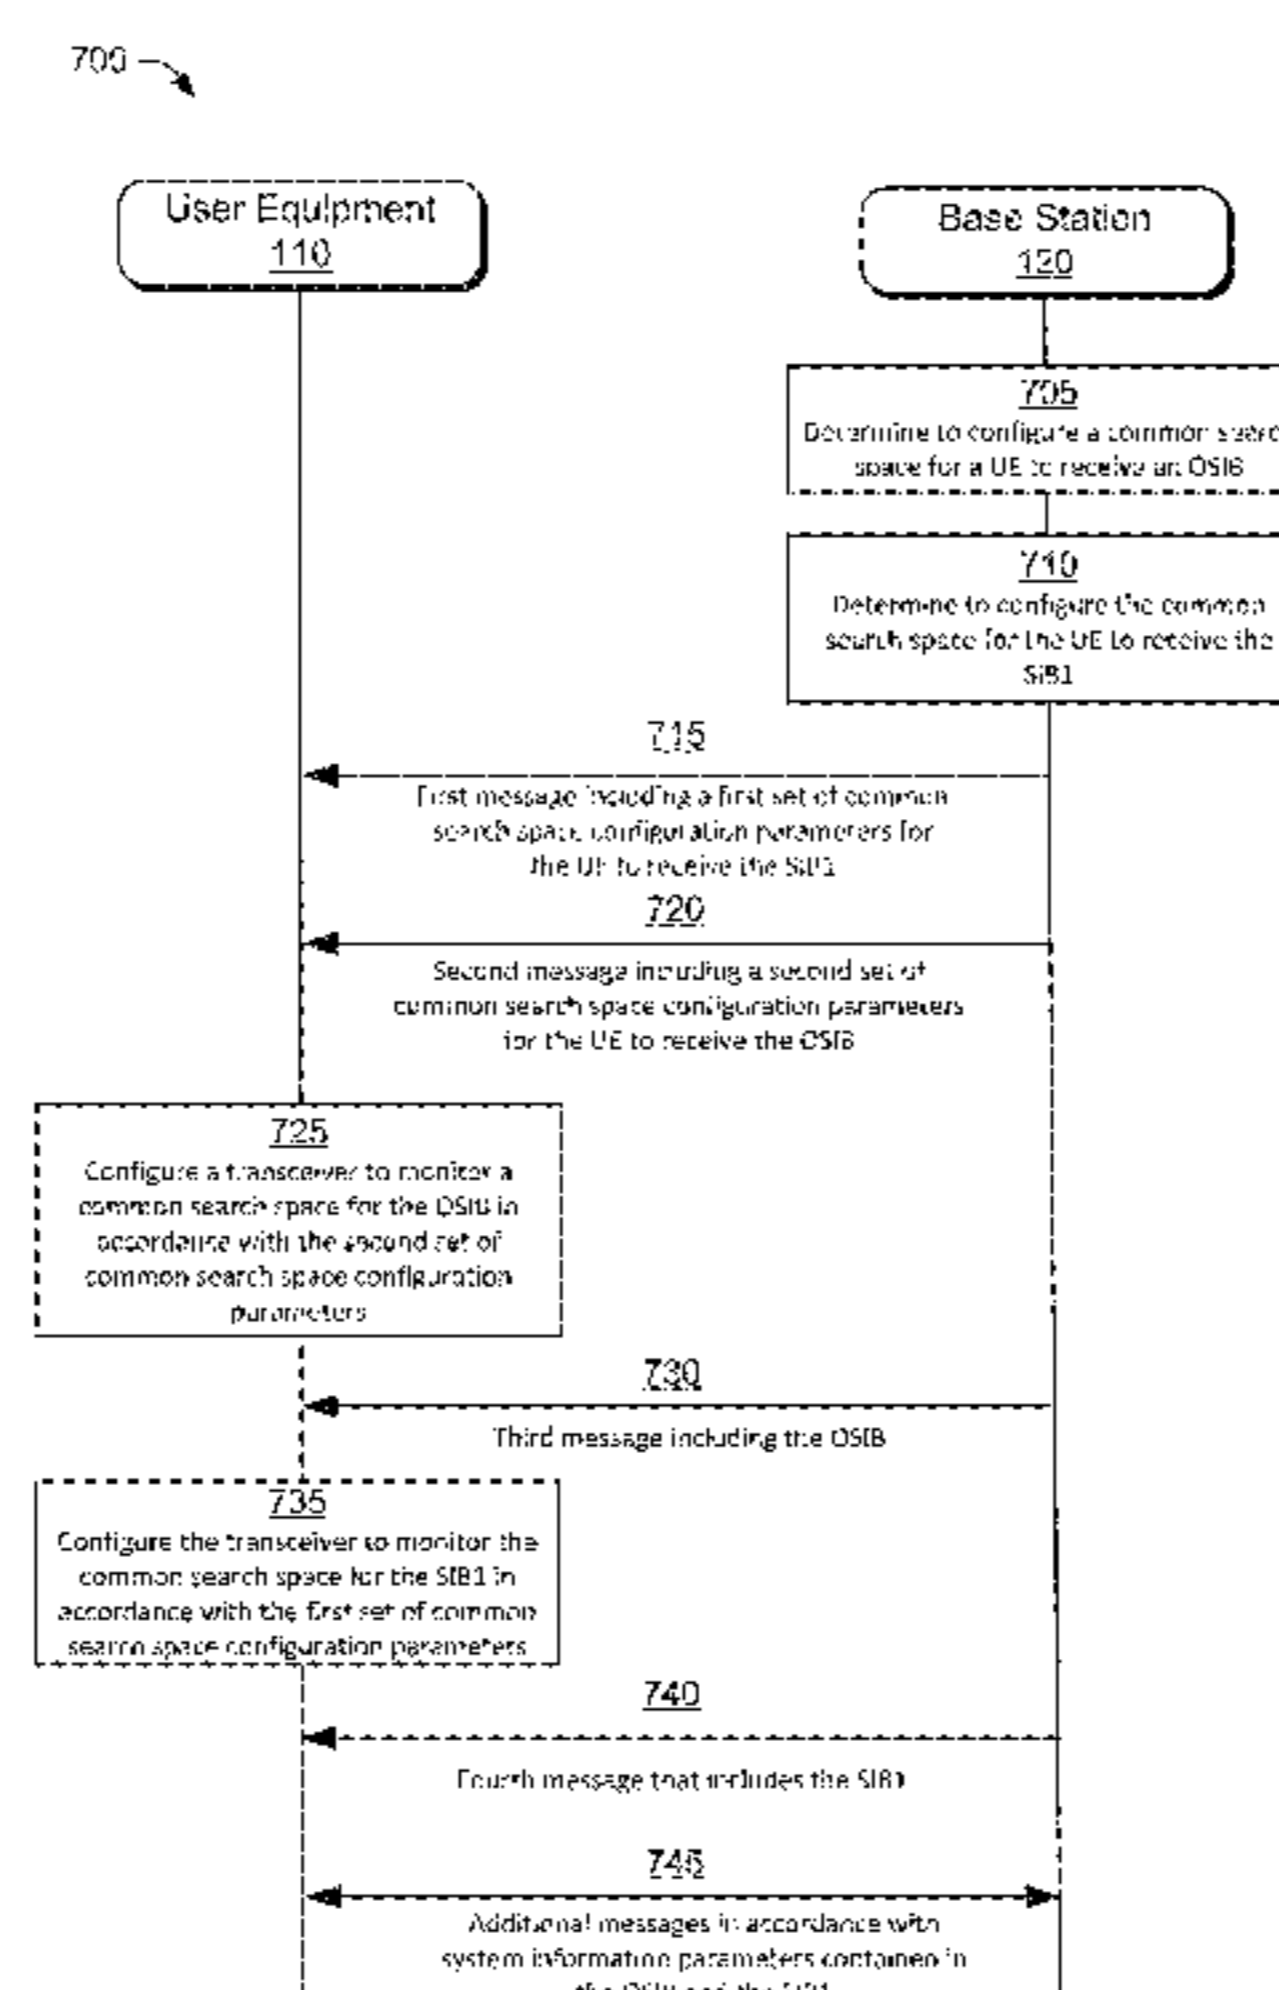 700
User Equipment
110
Base Station
120
705
Determine to configure a common searc
space for a UE to receive an OSIB
710
Determine to configure the common
search space for the UE to receive the
SIB1
715
First message including a first set of common
search space configuration parameters for
the UE to receive the SIB1
720
Second message including a second set of
common search space configuration parameters
for the UE to receive the OSIB
725
Configure a transceiver to monitor a
common search space for the OSIB in
accordance with the second set of
common search space configuration
parameters
730
Third message including the OSIB
735
Configure the transceiver to monitor the
common search space for the SIB1 in
accordance with the first set of common
search space configuration parameters
740
Fourth message that includes the SIB1
745
Additional messages in accordance with
system information parameters contained in
the OSIB and the SIB1